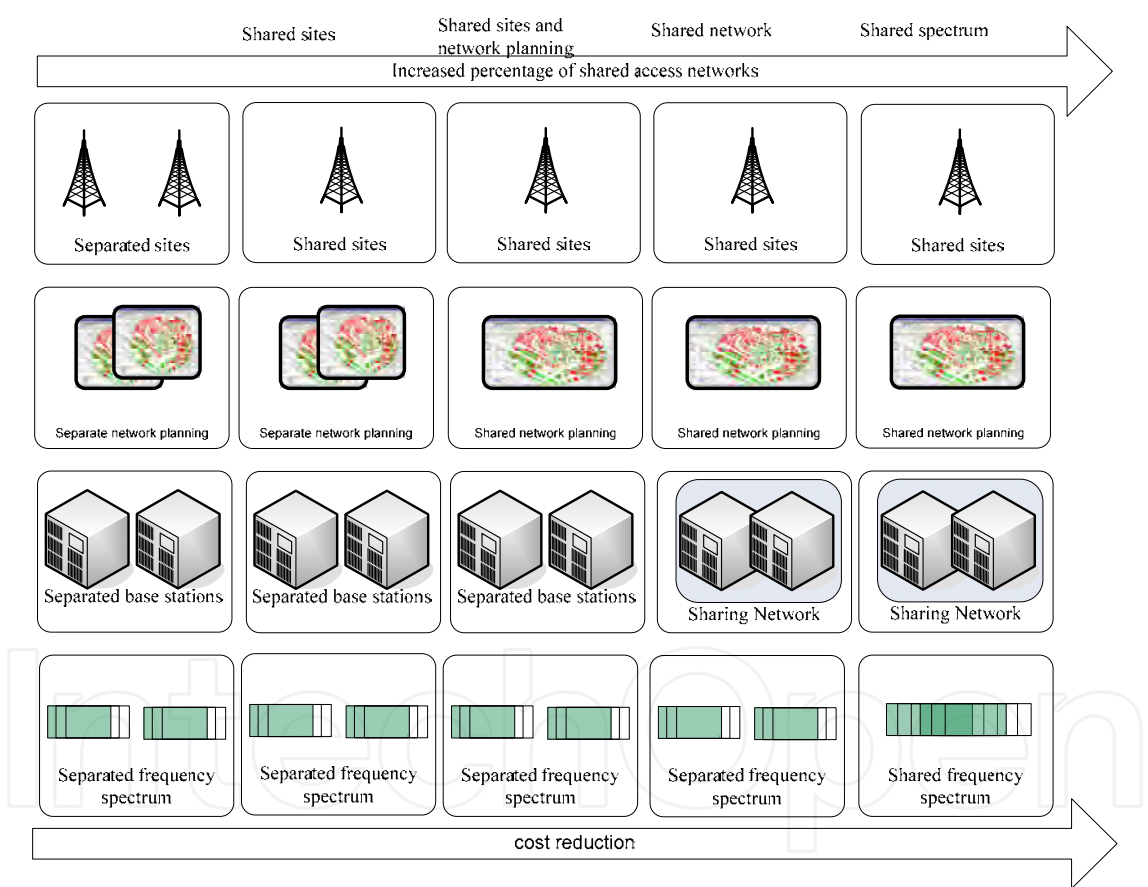 Shared sites
Shared sites and
network planning
Shared network
Shared spectrum
Increased percentage of shared access networks
Separated sites
Shared sites
Shared sites
Shared sites
Shared sites
Separate network planning
Separate network planning
Shared network planning
Shared network planning
Shared network planning
Separated base stations
Separated base stations
Separated base stations
Sharing Network
Sharing Network
Separated frequency
spectrum
Separated frequency
spectrum
Separated frequency
spectrum
Separated frequency
spectrum
Shared frequency
spectrum
IntechOpen
cost reduction